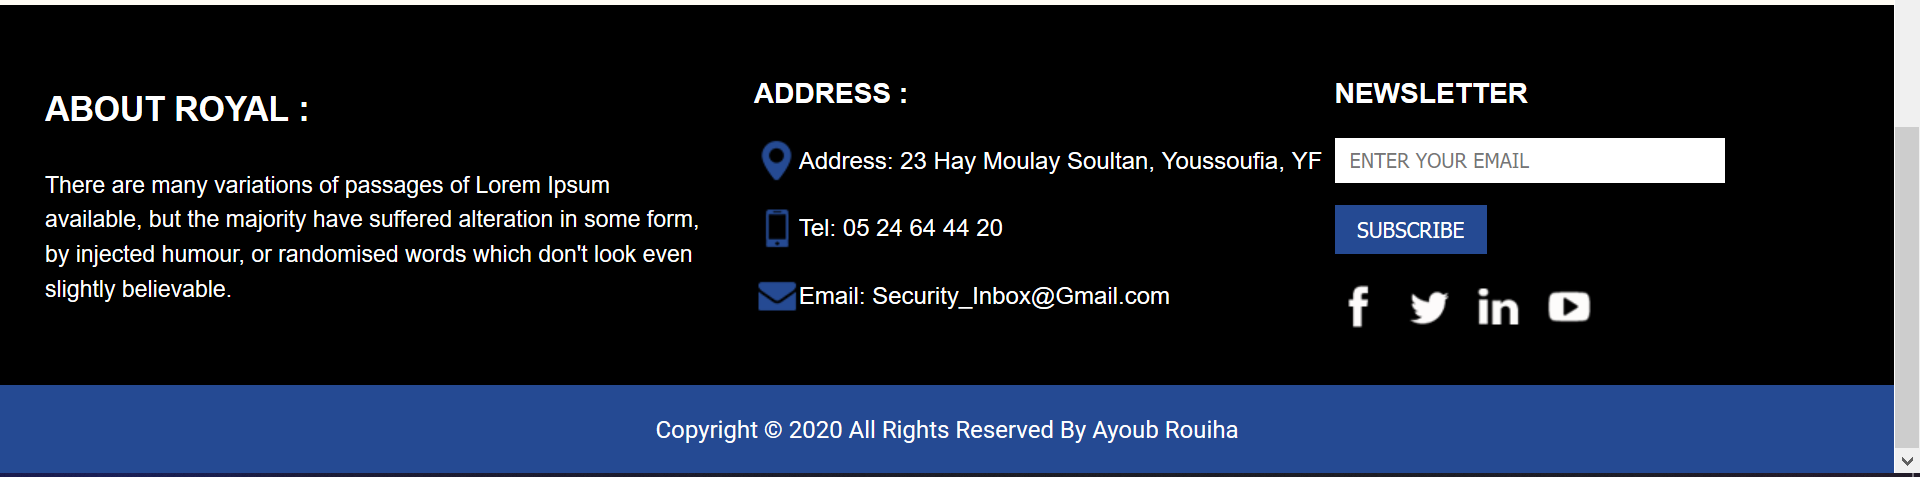 ABOUT ROYAL :
There are many variations of passages of Lorem Ipsum
available, but the majority have suffered alteration in some form,
by injected humour, or randomised words which don't look even
slightly believable.
ADDRESS :
Address: 23 Hay Moulay Soultan, Youssoufia, YF
Tel: 05 24 64 44 20
Email: Security_Inbox@Gmail.com
NEWSLETTER
ENTER YOUR EMAIL
SUBSCRIBE
Copyright © 2020 All Rights Reserved By Ayoub Rouiha